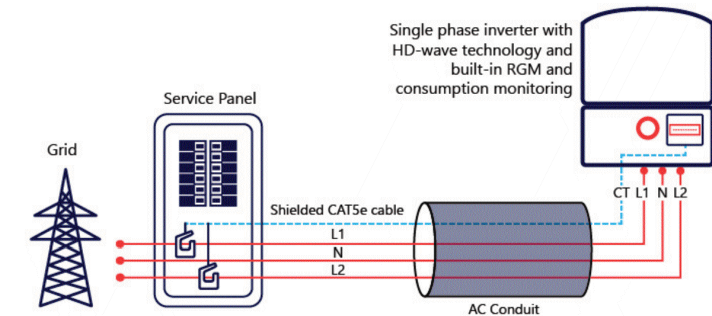 Single phase inverter with
HD-wave technology and
built-in RGM and
consumption monitoring
Service Panel
Grid
CT L1 N L2
Shielded CAT5e cable
L1
N
L2
AC Conduit